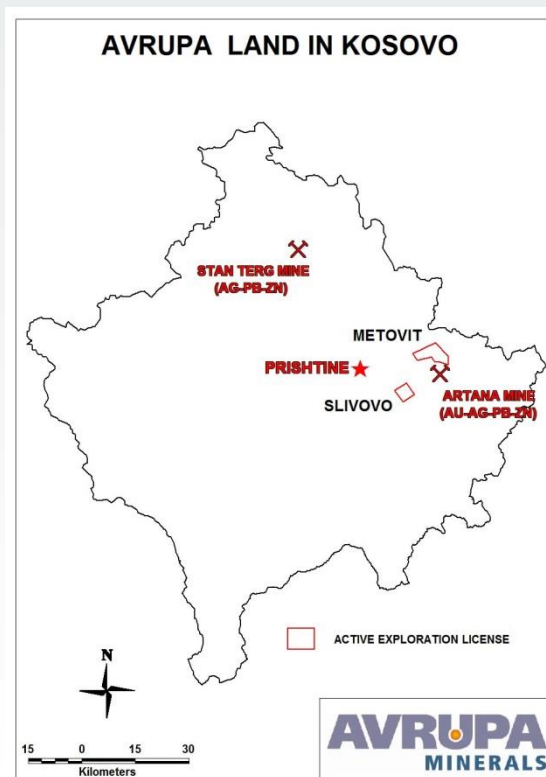 AVRUPA LAND IN KOSOVO
STAN TERG MINE
(AG-PB-ZN)
METOVIT
PRISHTINE
SLIVOVO
ARTANA MINE
(AU-AG-PB-ZN)
ACTIVE EXPLORATION LICENSE
N
15 0 15 30
Kilometers
AVRUPA
MINERALS